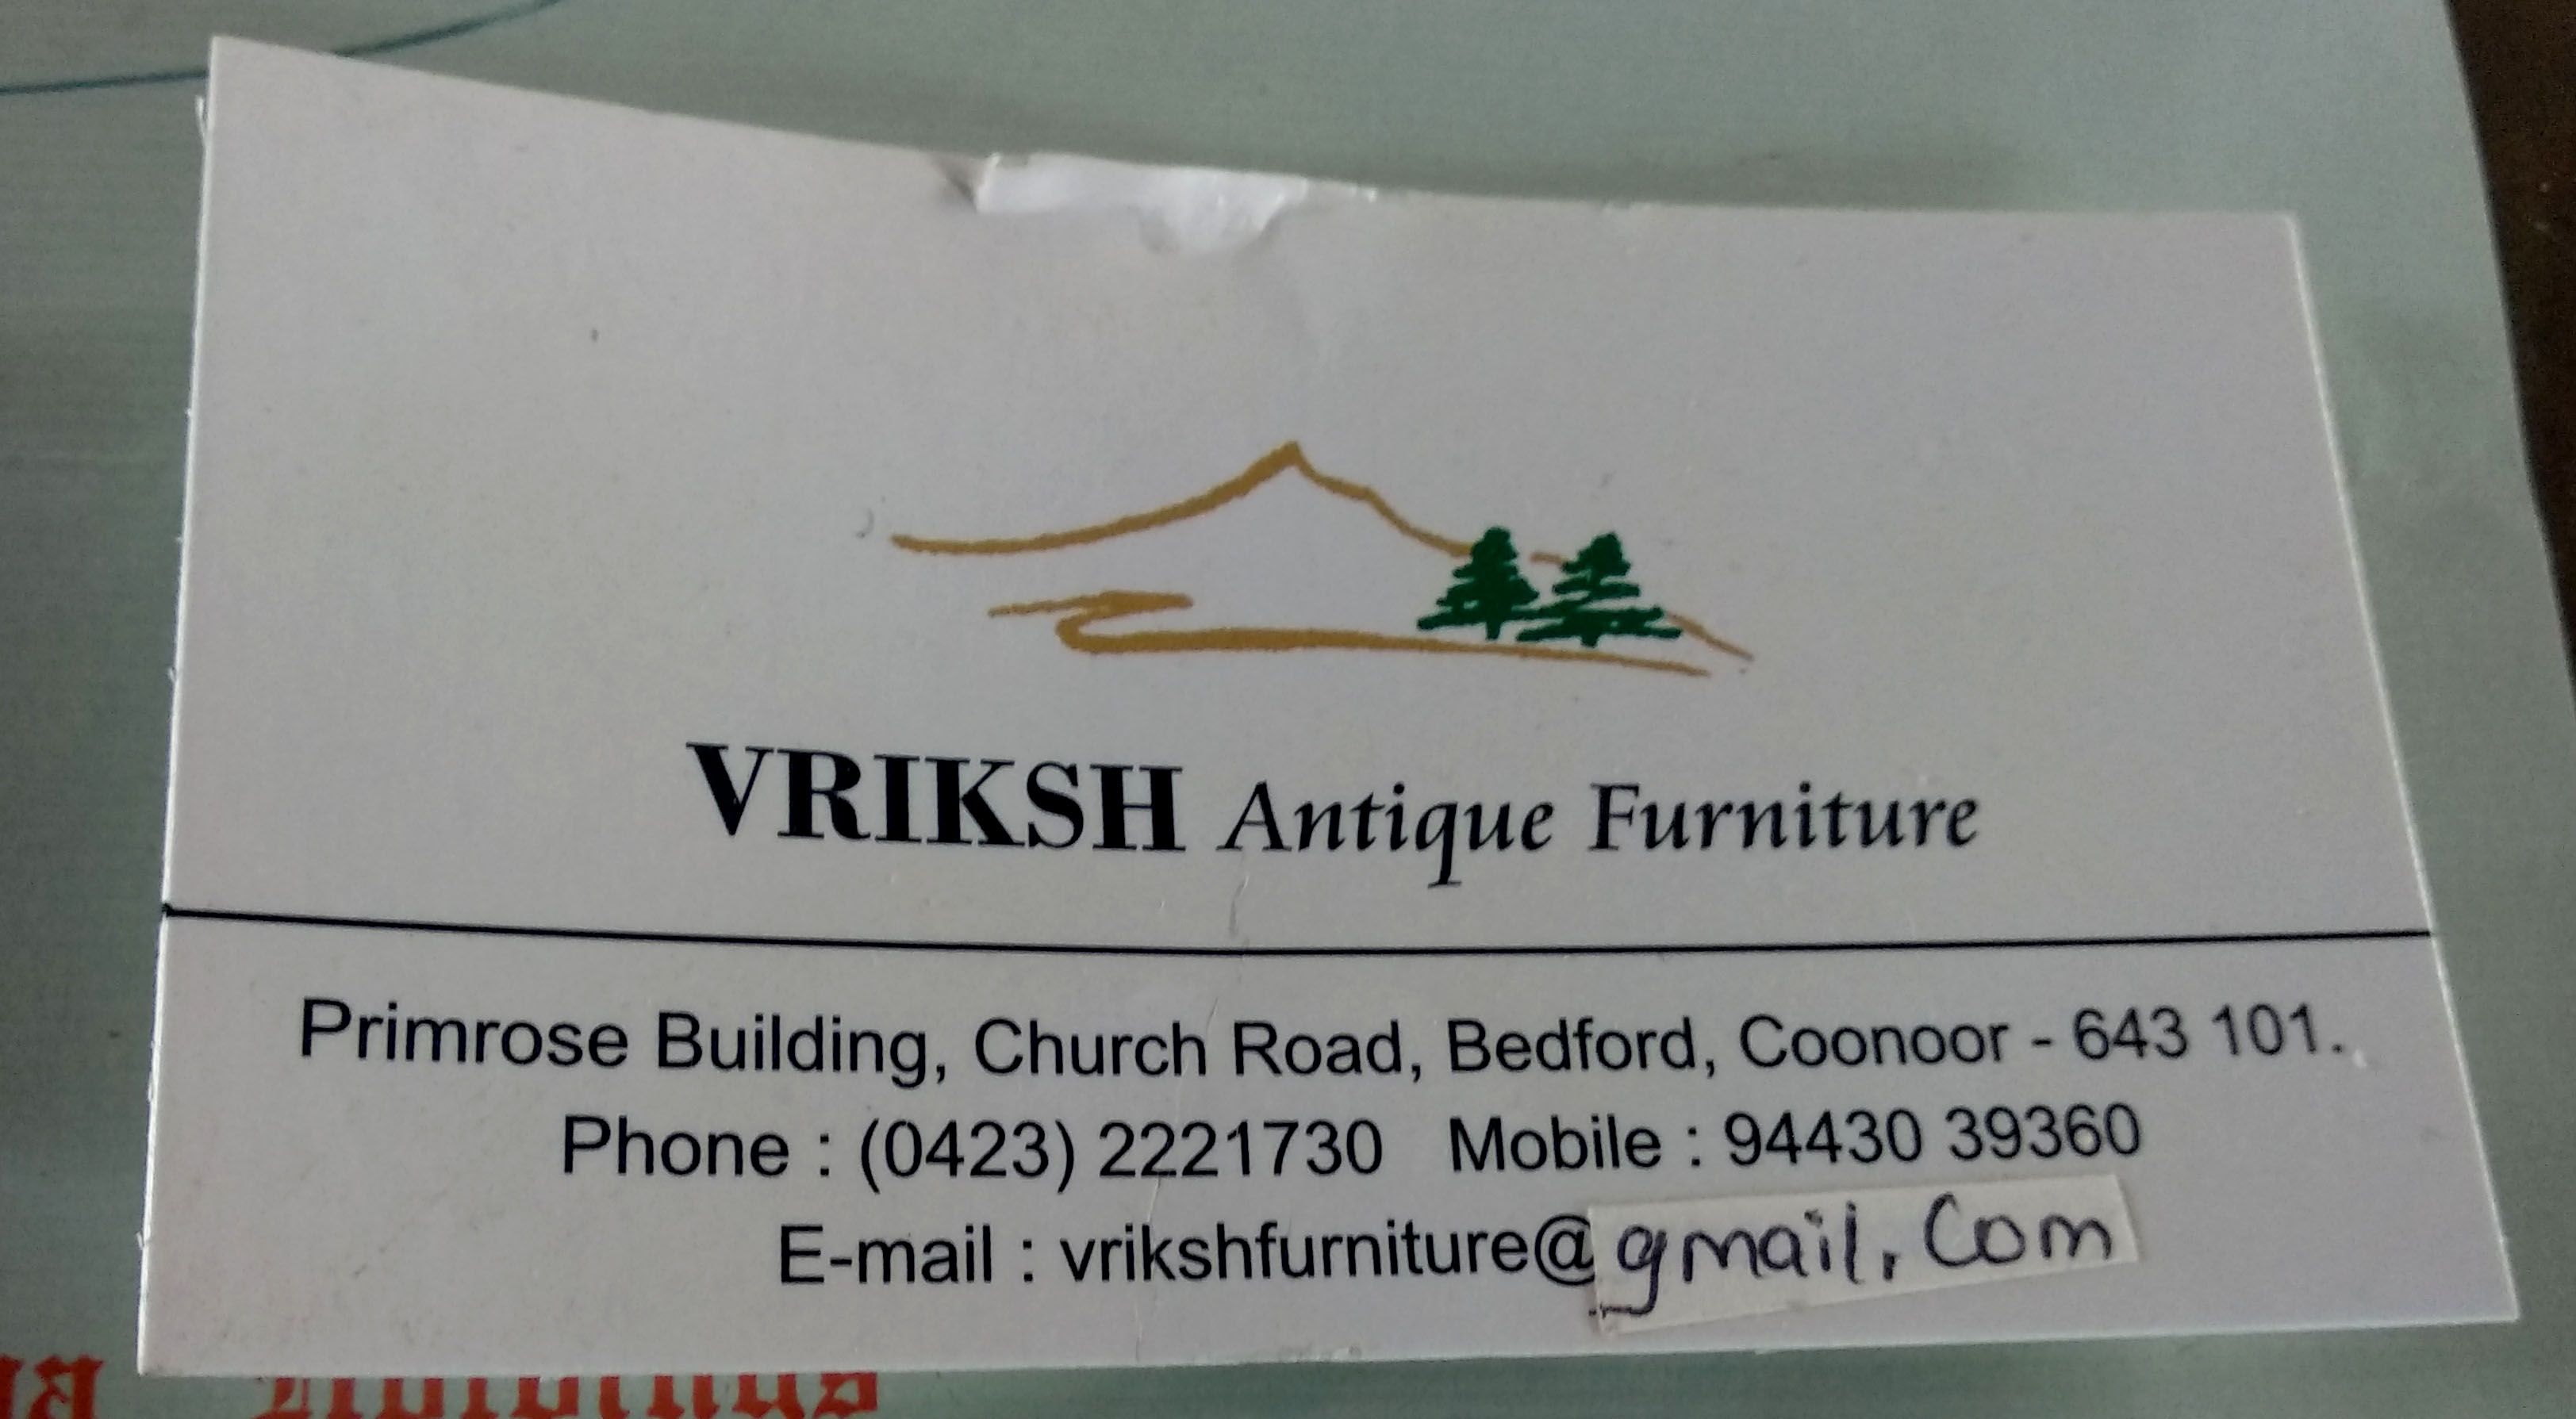 VRIKSH Antique Furniture
Primrose Building, Church Road, Bedford, Coonoor - 643 101.
Phone : (0423) 2221730 Mobile : 94430 39360
E-mail : vrikshfurniture@gmail.com